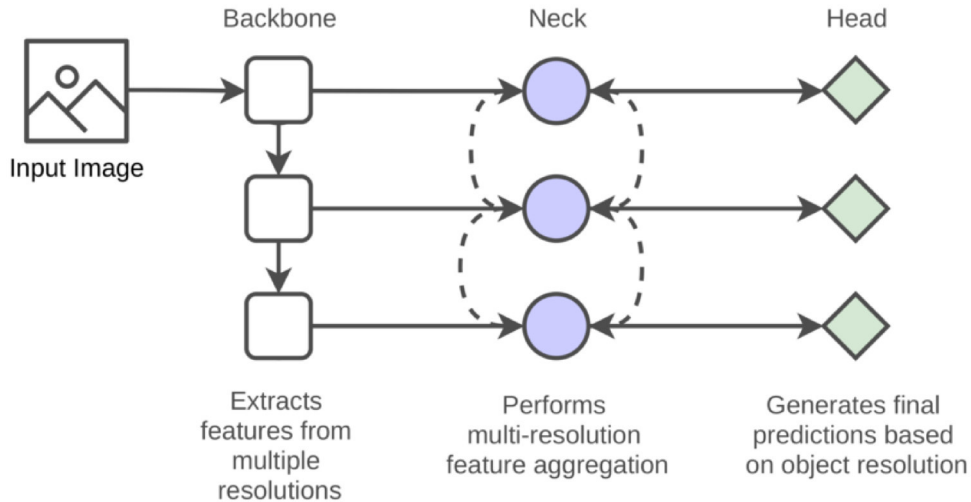 Backbone
Neck
Head
Input Image
Extracts
features from
multiple
resolutions
Performs
multi-resolution
feature aggregation
Generates final
predictions based
on object resolution